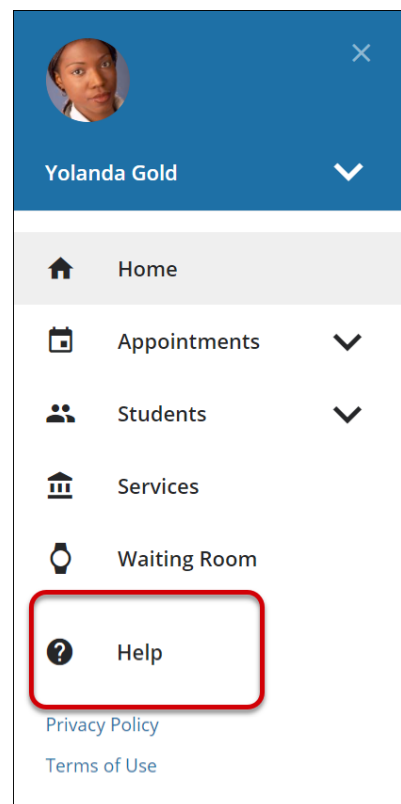 Yolanda Gold
Home
Appointments
Students
Services
Waiting Room
Help
Privacy Policy
Terms of Use